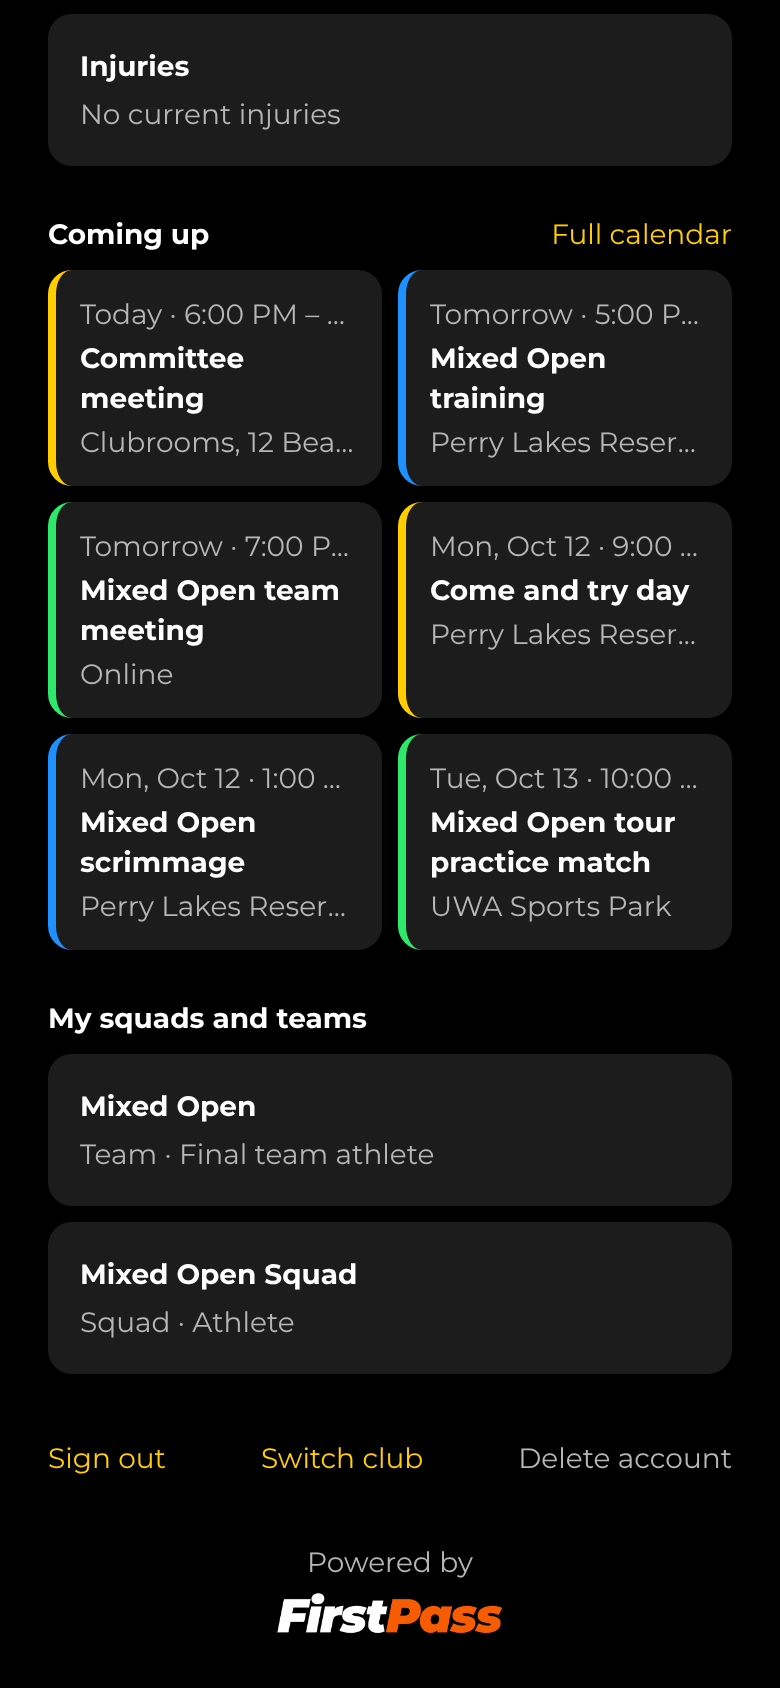 Injuries
No current injuries
Coming up
Full calendar
Today · 6:00 PM – ...
Committee
meeting
Clubrooms, 12 Bea...
Tomorrow · 5:00 P...
Mixed Open
training
Perry Lakes Reser...
Tomorrow · 7:00 P...
Mixed Open team
meeting
Online
Mon, Oct 12 · 9:00 ...
Come and try day
Perry Lakes Reser...
Mon, Oct 12 · 1:00 ...
Mixed Open
scrimmage
Perry Lakes Reser...
Tue, Oct 13 · 10:00 ...
Mixed Open tour
practice match
UWA Sports Park
My squads and teams
Mixed Open
Team · Final team athlete
Mixed Open Squad
Squad · Athlete
Sign out
Switch club
Delete account
Powered by
FirstPass